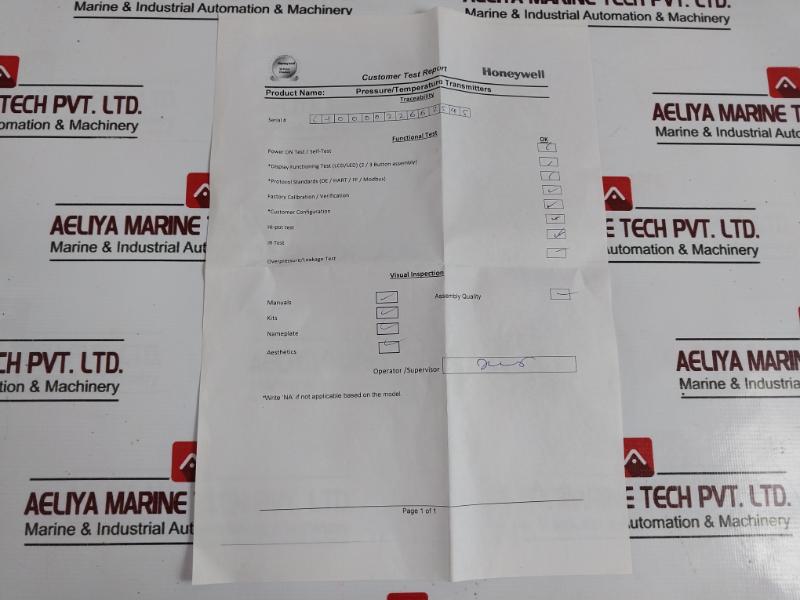 AELIYA MARINE TECH PVT. LTD.
Marine & Industrial Automation & Machinery
Marine & Industrial Automation & Machinery
TECH PVT. LTD.
Automation & Machinery
AELIYA MARINE
Marine & Industrial
AELIYA MARINE T
Marine & Industrial Aut
E TECH PVT. LTD.
Automation & Machinery
TECH PVT. LTD.
Automation & Machinery
AELIYA MARIN
Marine & Industrial
AELIYA MARINE
Marine & Industrial Aut
E TECH PVT. LTD.
Automation & Machinery
Customer Test Report
Honeywell
Product Name: Pressure/Temperature Transmitters
Traceability
Serial #
Functional Test
OK
Power ON Test / Self-Test
*Display Functioning Test (LCD/LED) (2 / 3 Button assembly)
*Protocol Standards (DE / HART / FF / Modbus)
Factory Calibration / Verification
*Customer Configuration
Hi-pot test
IR Test
Overpressure/Leakage Test
Visual Inspection
Manuals
Assembly Quality
Kits
Nameplate
Aesthetics
Operator /Supervisor
*Write 'NA' if not applicable based on the model
Page 1 of 1